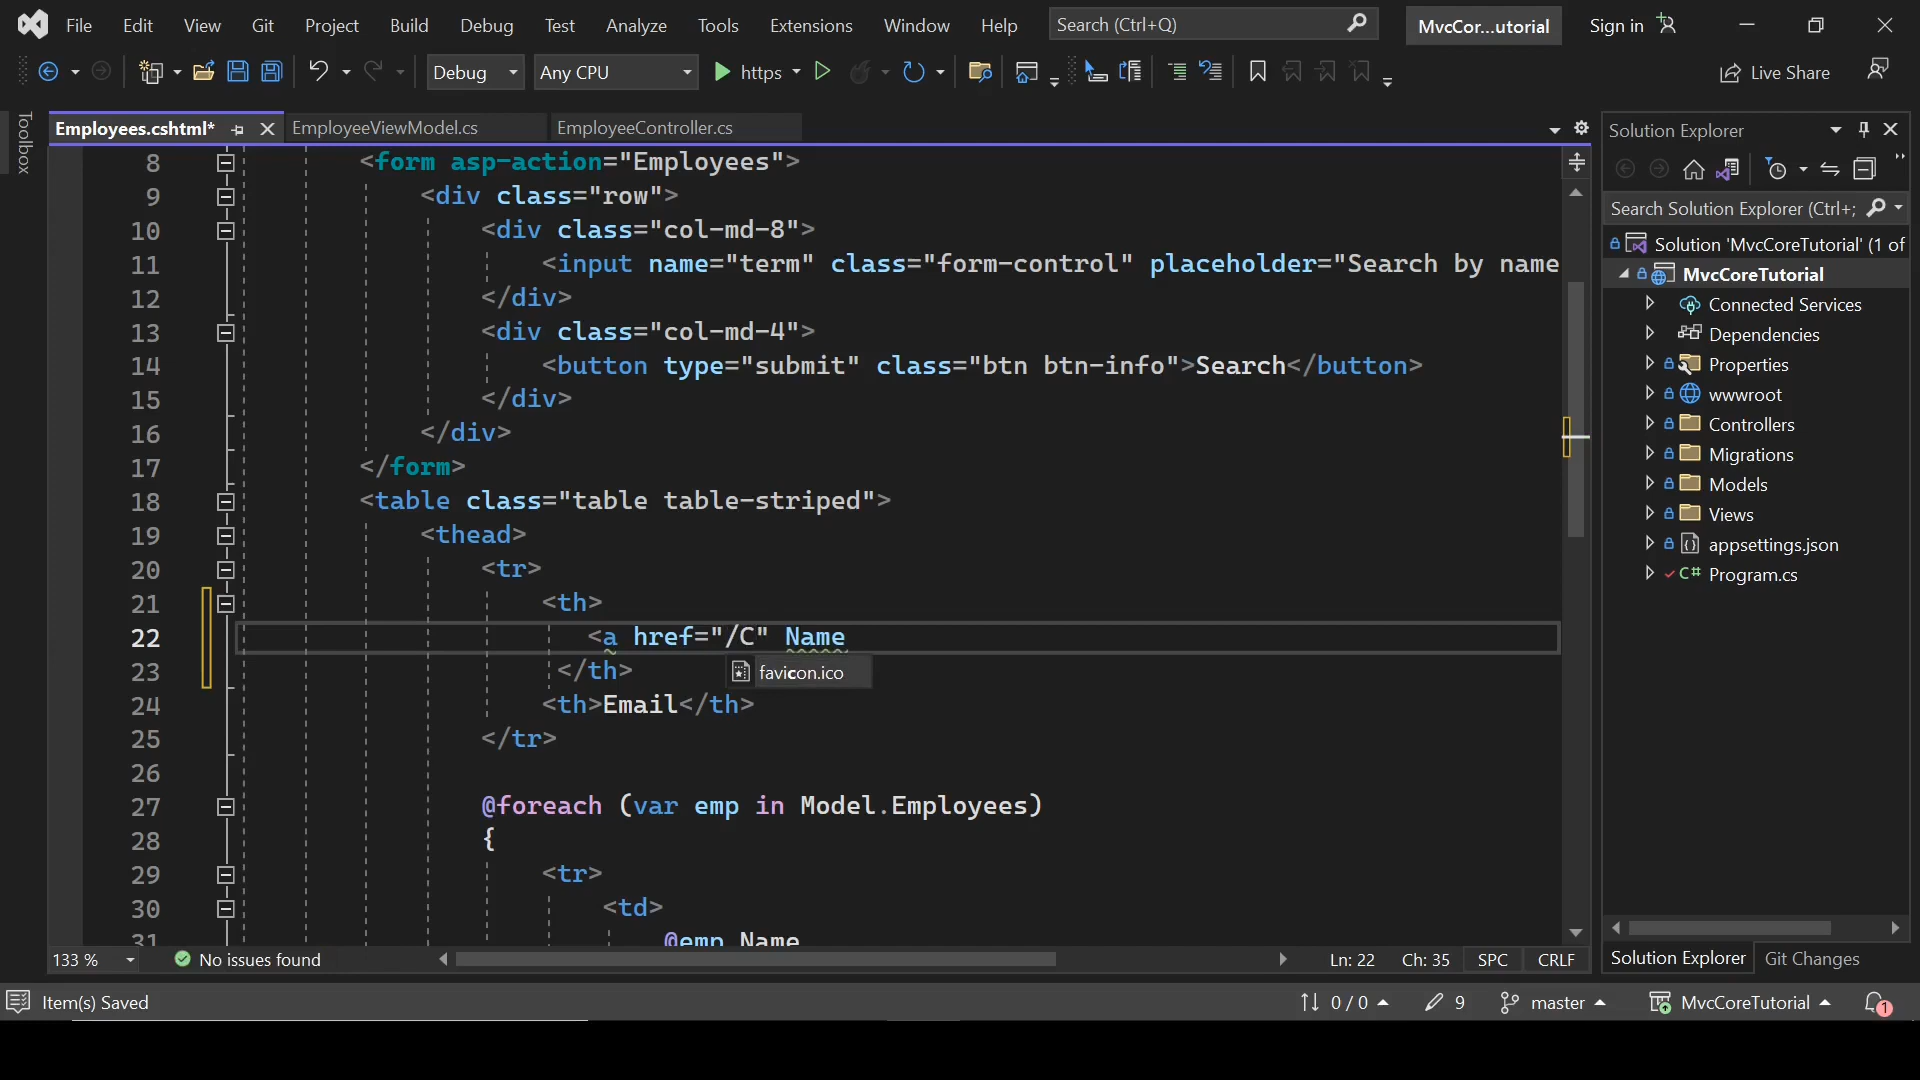 File Edit View Git Project Build Debug Test Analyze Tools Extensions Window Help Search (Ctrl+Q) MvcCor...utorial Sign in
Debug Any CPU https Live Share
Toolbox
Employees.cshtml* EmployeeViewModel.cs EmployeeController.cs
8 <form asp-action="Employees">
9 <div class="row">
10 <div class="col-md-8">
11 <input name="term" class="form-control" placeholder="Search by name
12 </div>
13 <div class="col-md-4">
14 <button type="submit" class="btn btn-info">Search</button>
15 </div>
16 </div>
17 </form>
18 <table class="table table-striped">
19 <thead>
20 <tr>
21 <th>
22 <a href="/C" Name
23 </th>
favicon.ico
24 <th>Email</th>
25 </tr>
26
27 @foreach (var emp in Model.Employees)
28 {
29 <tr>
30 <td>
31 @emp Name
133 % No issues found Ln: 22 Ch: 35 SPC CRLF
Solution Explorer
Search Solution Explorer (Ctrl+;
Solution 'MvcCoreTutorial' (1 of
MvcCoreTutorial
Connected Services
Dependencies
Properties
wwwroot
Controllers
Migrations
Models
Views
appsettings.json
C# Program.cs
Solution Explorer Git Changes
Item(s) Saved 0 / 0 9 master MvcCoreTutorial 1